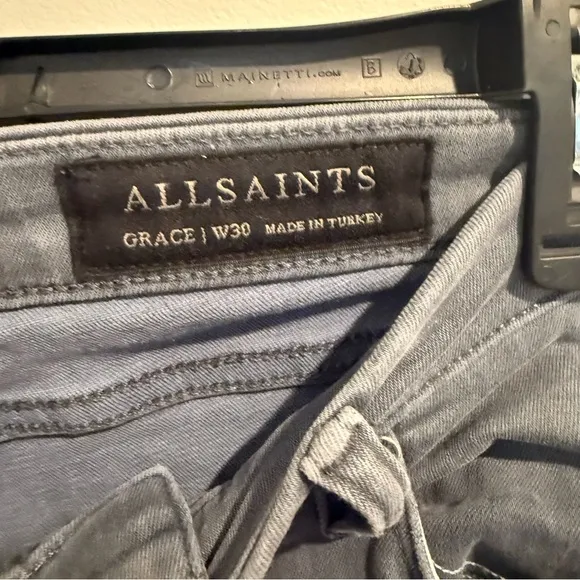 MAINETTI.COM B
ALLSAINTS
GRACE | W30 MADE IN TURKEY